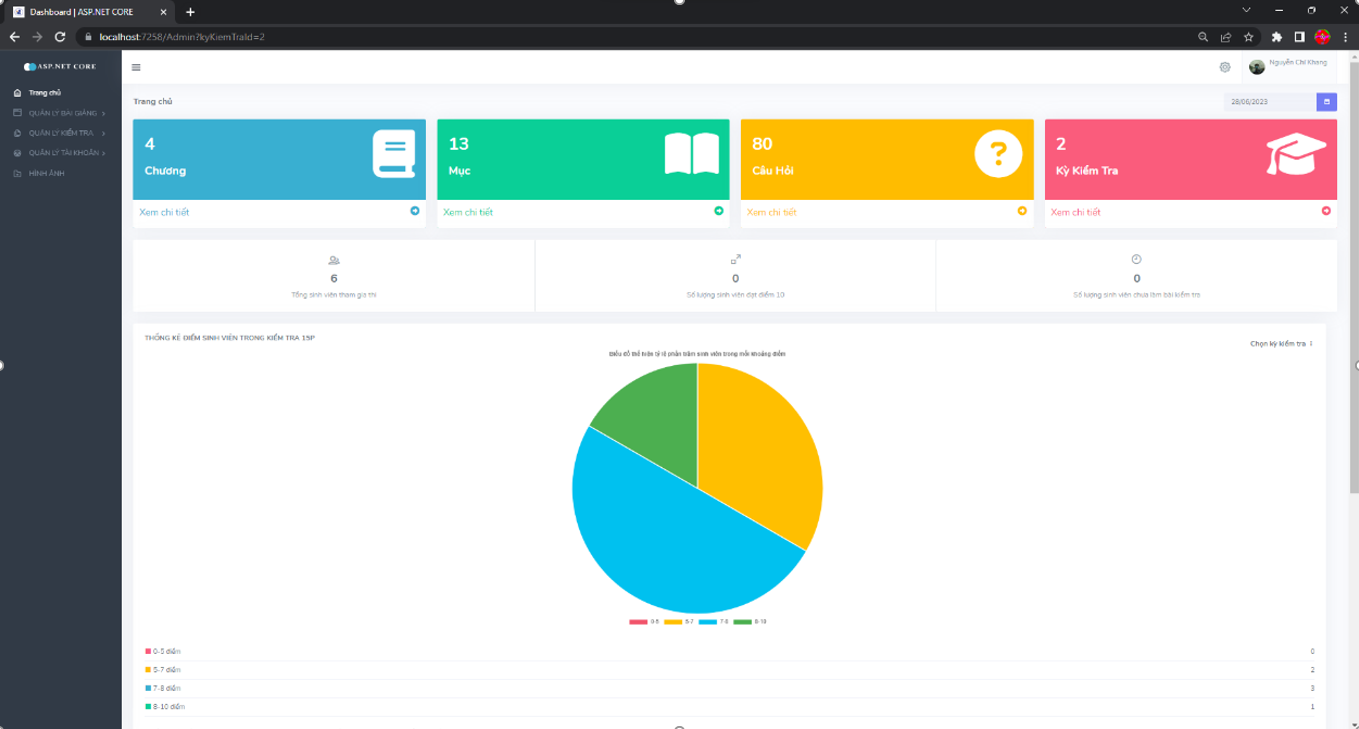 Dashboard | ASP.NET CORE
localhost:7258/Admin?kyKiemTraId=2
ASP.NET CORE
Nguyễn Chí Khang
Trang chủ
QUẢN LÝ BÀI GIẢNG
QUẢN LÝ KIỂM TRA
QUẢN LÝ TÀI KHOẢN
HÌNH ẢNH
Trang chủ
28/06/2023
4
Chương
Xem chi tiết
13
Mục
Xem chi tiết
80
Câu Hỏi
Xem chi tiết
2
Kỳ Kiểm Tra
Xem chi tiết
6
Tổng sinh viên tham gia thi
0
Số lượng sinh viên đạt điểm 10
0
Số lượng sinh viên chưa làm bài kiểm tra
THỐNG KÊ ĐIỂM SINH VIÊN TRONG KIỂM TRA 15P
Chọn kỳ kiểm tra
Biểu đồ thể hiện tỷ lệ phần trăm sinh viên trong mỗi khoảng điểm
0-5 5-7 7-8 8-10
0-5 điểm 0
5-7 điểm 2
7-8 điểm 3
8-10 điểm 1